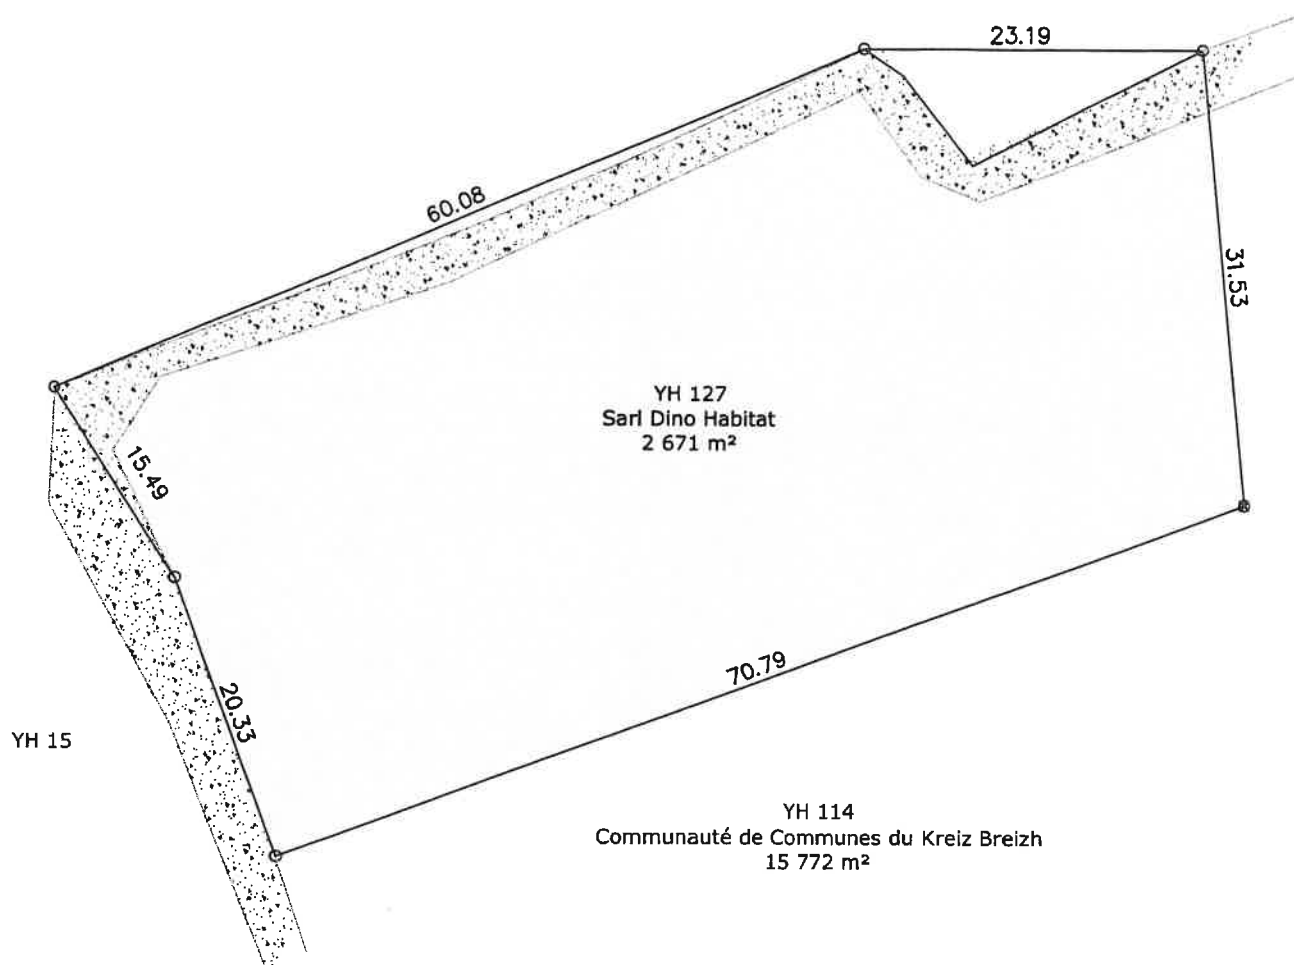 23.19
60.08
31.53
YH 127
Sarl Dino Habitat
2 671 m²
15.49
70.79
20.33
YH 15
YH 114
Communauté de Communes du Kreiz Breizh
15 772 m²